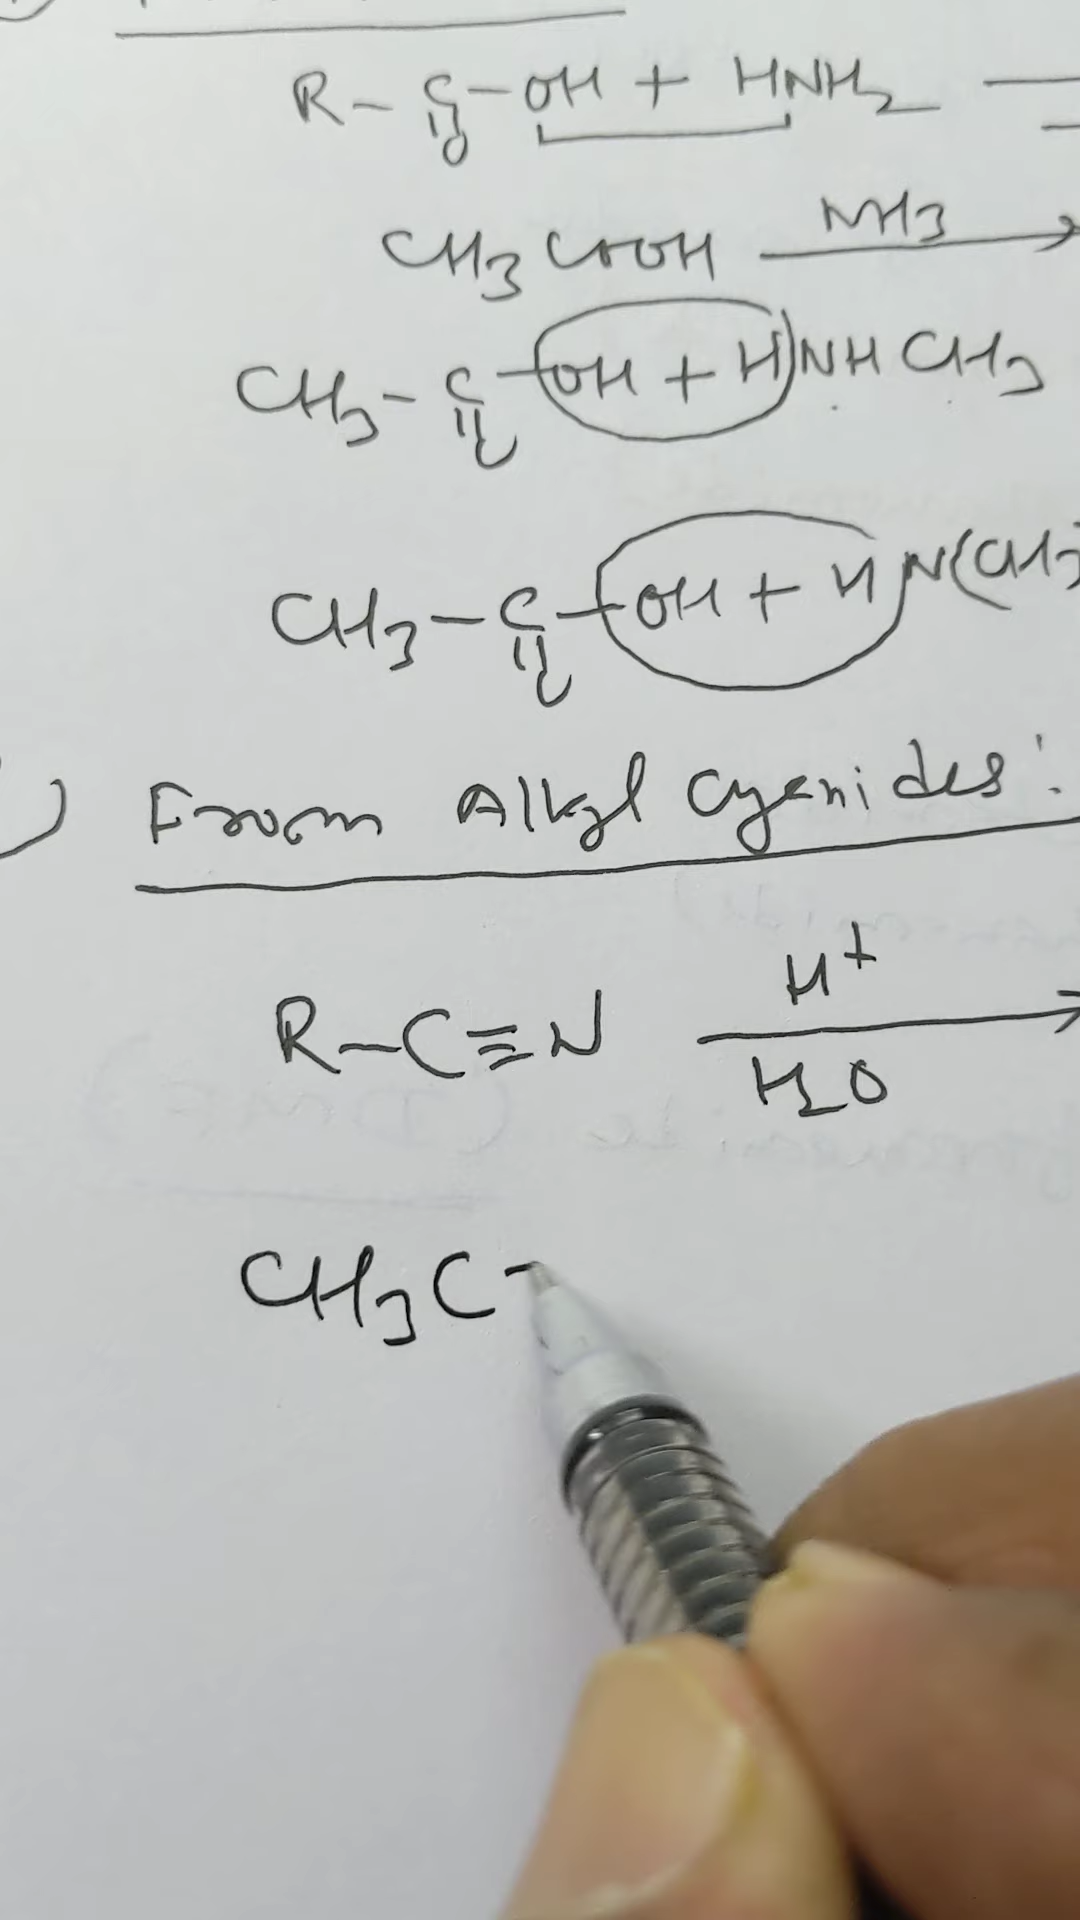 R-C-OH + HNH2
||
O
CH3COOH NH3 →
CH3-C-OH + HNHCH3
||
O
CH3-C-OH + HN(CH3
||
O
) From Alkyl Cyanides:
R-C≡N H+ →
H2O
CH3C-